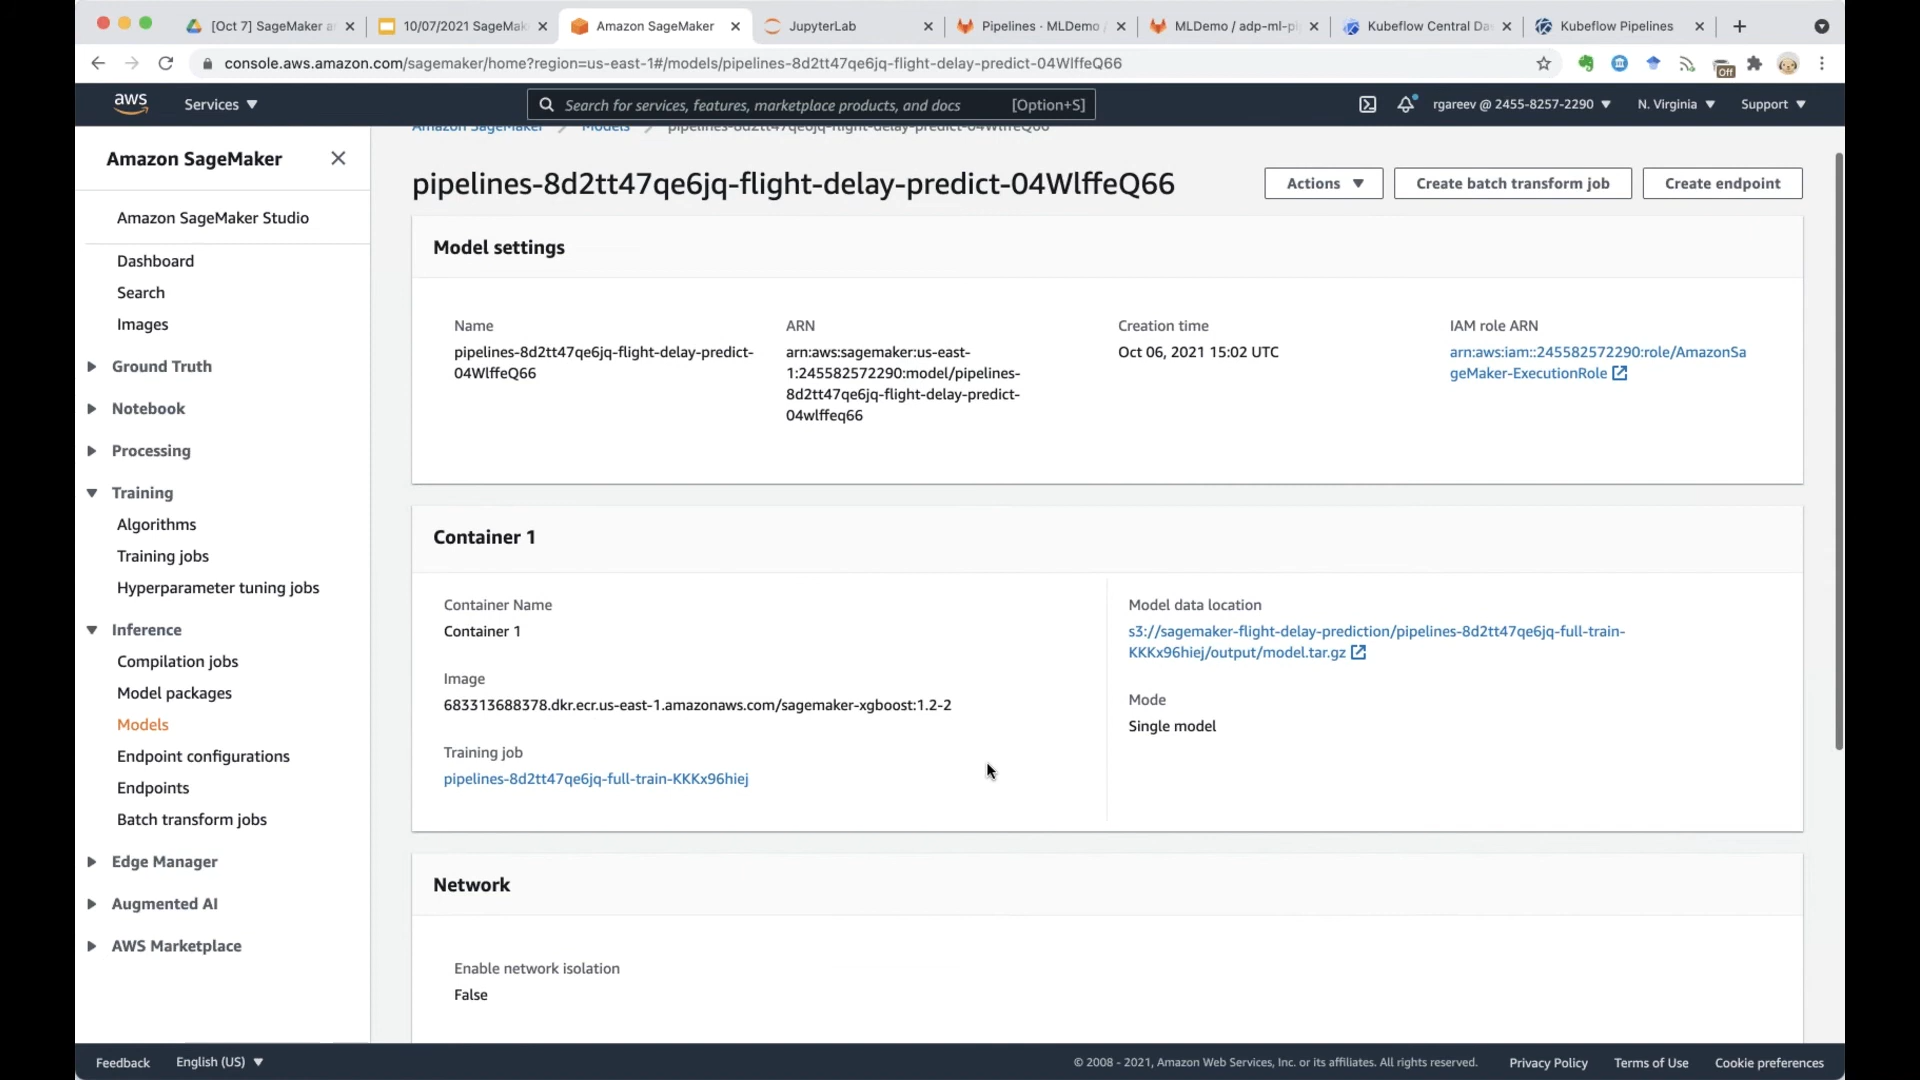 [Oct 7] SageMaker a
10/07/2021 SageMak
Amazon SageMaker
JupyterLab
Pipelines · MLDemo /
MLDemo / adp-ml-pi
Kubeflow Central Da
Kubeflow Pipelines
console.aws.amazon.com/sagemaker/home?region=us-east-1#/models/pipelines-8d2tt47qe6jq-flight-delay-predict-04WlffeQ66
Off
aws
Services
Search for services, features, marketplace products, and docs
[Option+S]
rgareev @ 2455-8257-2290
N. Virginia
Support
Amazon SageMaker
Amazon SageMaker Studio
Dashboard
Search
Images
Ground Truth
Notebook
Processing
Training
Algorithms
Training jobs
Hyperparameter tuning jobs
Inference
Compilation jobs
Model packages
Models
Endpoint configurations
Endpoints
Batch transform jobs
Edge Manager
Augmented AI
AWS Marketplace
Amazon SageMaker
Models
pipelines-8d2tt47qe6jq-flight-delay-predict-04WlffeQ66
pipelines-8d2tt47qe6jq-flight-delay-predict-04WlffeQ66
Actions
Create batch transform job
Create endpoint
Model settings
Name
pipelines-8d2tt47qe6jq-flight-delay-predict-
04WlffeQ66
ARN
arn:aws:sagemaker:us-east-
1:245582572290:model/pipelines-
8d2tt47qe6jq-flight-delay-predict-
04wlffeq66
Creation time
Oct 06, 2021 15:02 UTC
IAM role ARN
arn:aws:iam::245582572290:role/AmazonSa
geMaker-ExecutionRole
Container 1
Container Name
Container 1
Image
683313688378.dkr.ecr.us-east-1.amazonaws.com/sagemaker-xgboost:1.2-2
Training job
pipelines-8d2tt47qe6jq-full-train-KKKx96hiej
Model data location
s3://sagemaker-flight-delay-prediction/pipelines-8d2tt47qe6jq-full-train-
KKKx96hiej/output/model.tar.gz
Mode
Single model
Network
Enable network isolation
False
Feedback
English (US)
© 2008 - 2021, Amazon Web Services, Inc. or its affiliates. All rights reserved.
Privacy Policy
Terms of Use
Cookie preferences